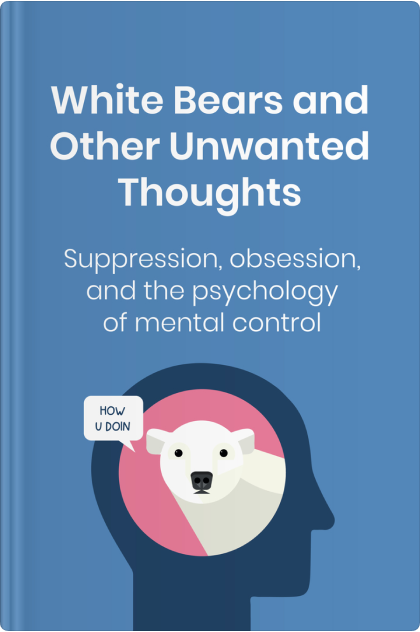 White Bears and
Other Unwanted
Thoughts
Suppression, obsession,
and the psychology
of mental control
HOW
U DOIN